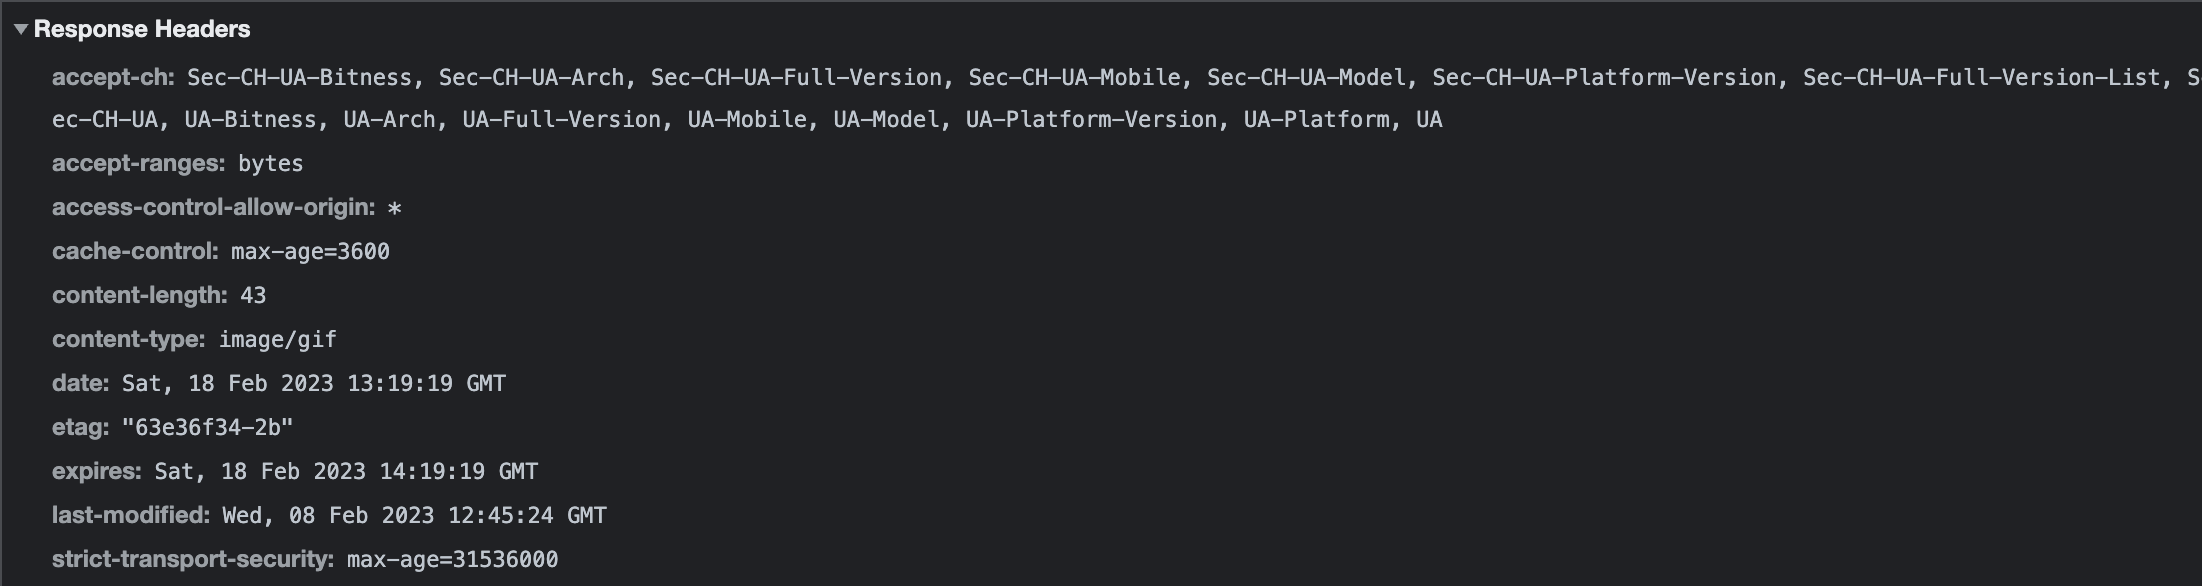 Response Headers
accept-ch: Sec-CH-UA-Bitness, Sec-CH-UA-Arch, Sec-CH-UA-Full-Version, Sec-CH-UA-Mobile, Sec-CH-UA-Model, Sec-CH-UA-Platform-Version, Sec-CH-UA-Full-Version-List, S
ec-CH-UA, UA-Bitness, UA-Arch, UA-Full-Version, UA-Mobile, UA-Model, UA-Platform-Version, UA-Platform, UA
accept-ranges: bytes
access-control-allow-origin: *
cache-control: max-age=3600
content-length: 43
content-type: image/gif
date: Sat, 18 Feb 2023 13:19:19 GMT
etag: "63e36f34-2b"
expires: Sat, 18 Feb 2023 14:19:19 GMT
last-modified: Wed, 08 Feb 2023 12:45:24 GMT
strict-transport-security: max-age=31536000